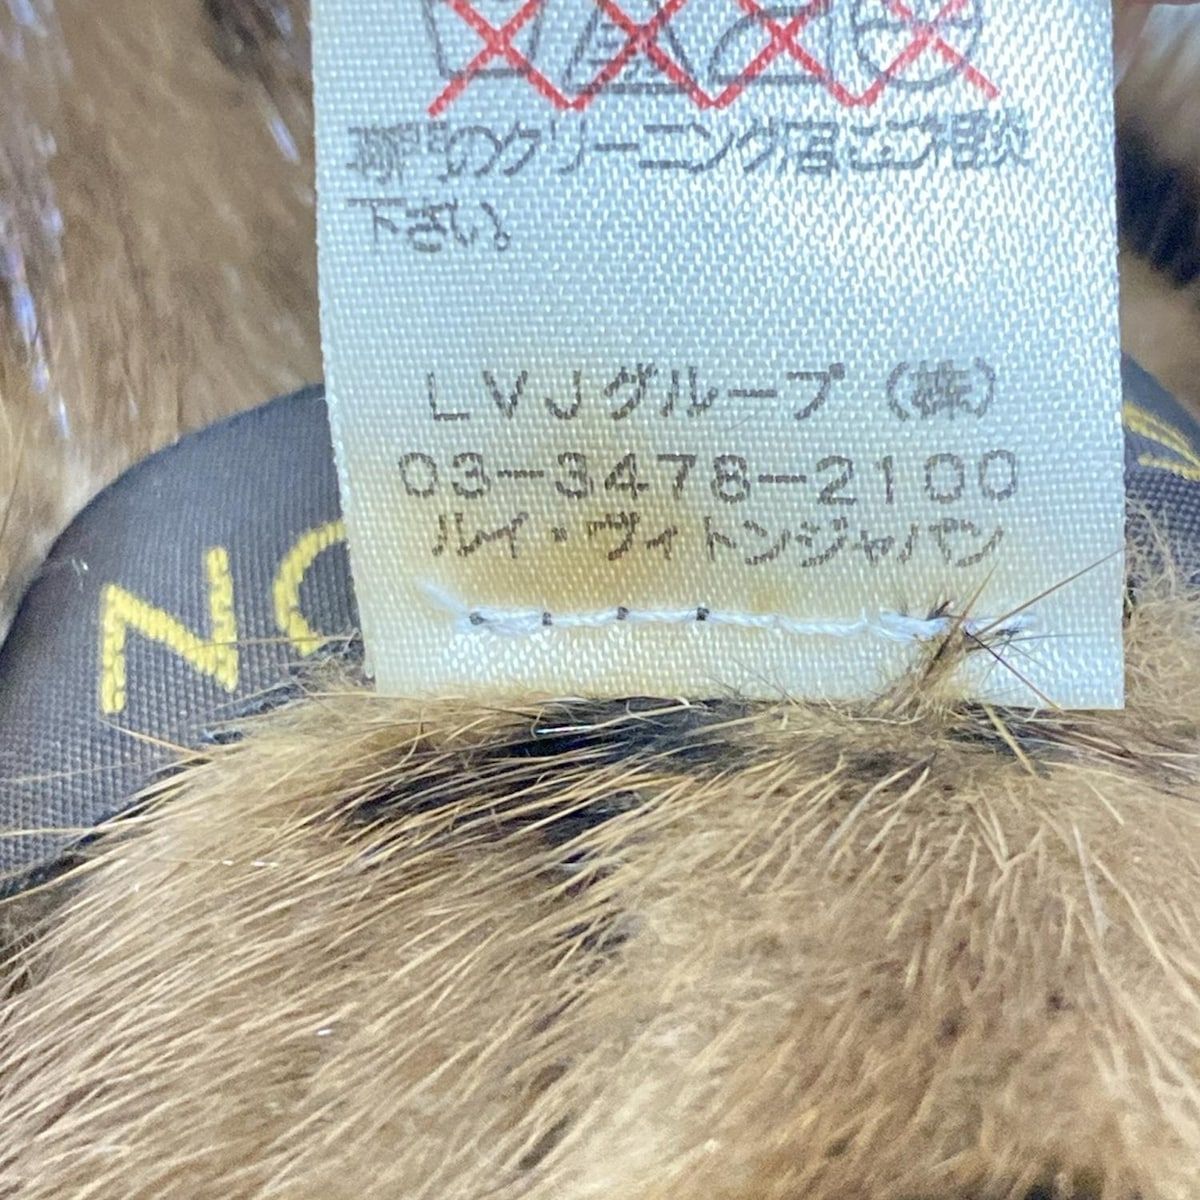 専門のクリーニング店にご相談
下さい。
LVJグループ（株）
03-3478-2100
ルイ・ヴィトンジャパン
NO